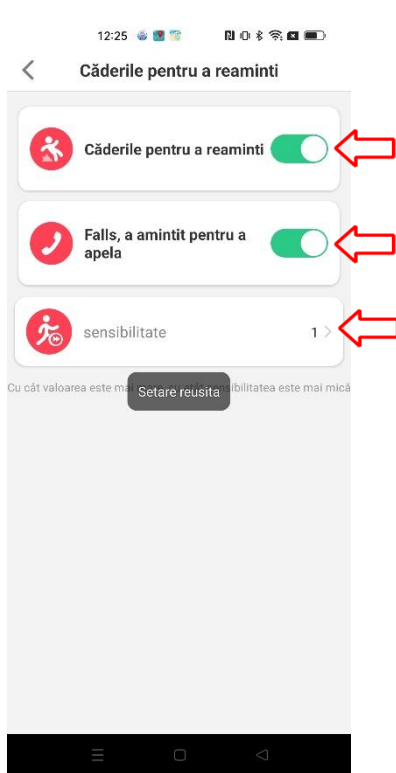 12:25
Căderile pentru a reaminti
Căderile pentru a reaminti
Falls, a amintit pentru a
apela
sensibilitate 1
Cu cât valoarea este mai sensibilitatea este mai mică
Setare reusita